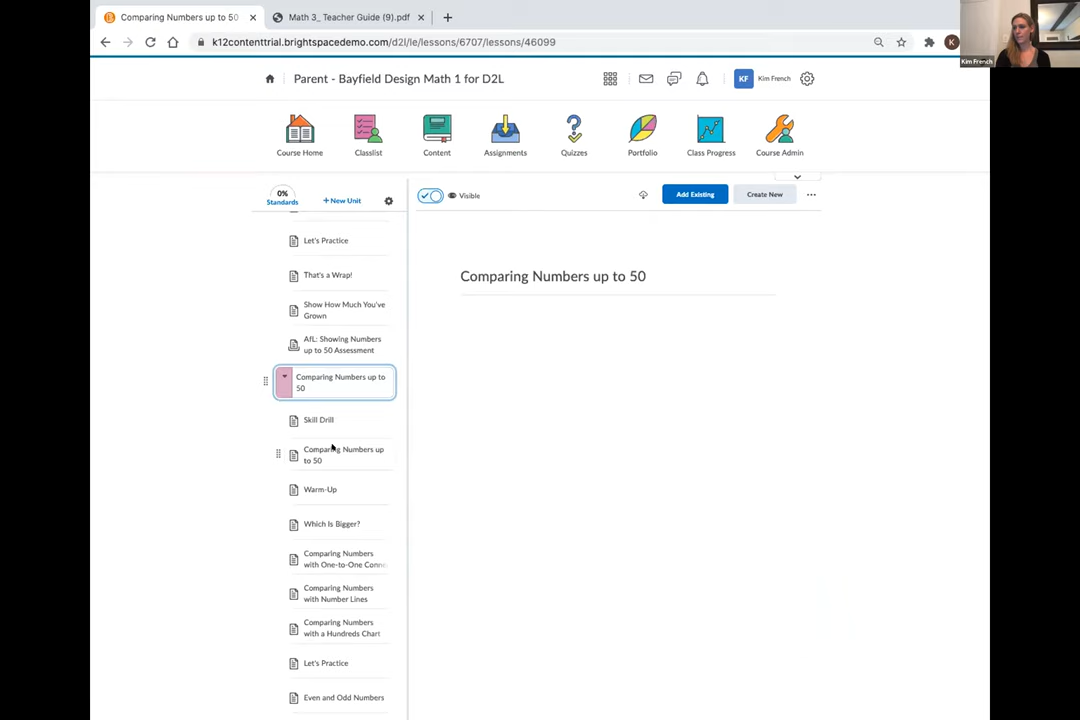 Comparing Numbers up to 50
Math 3_ Teacher Guide (9).pdf
k12contenttrial.brightspacedemo.com/d2l/le/lessons/6707/lessons/46099
K
Kim French
Parent - Bayfield Design Math 1 for D2L
KF
Kim French
Course Home
Classlist
Content
Assignments
Quizzes
Portfolio
Class Progress
Course Admin
0%
Standards
+ New Unit
Visible
Add Existing
Create New
Let's Practice
That's a Wrap!
Show How Much You've
Grown
AfL: Showing Numbers
up to 50 Assessment
Comparing Numbers up to
50
Skill Drill
Comparing Numbers up
to 50
Warm-Up
Which Is Bigger?
Comparing Numbers
with One-to-One Conne
Comparing Numbers
with Number Lines
Comparing Numbers
with a Hundreds Chart
Let's Practice
Even and Odd Numbers
Comparing Numbers up to 50